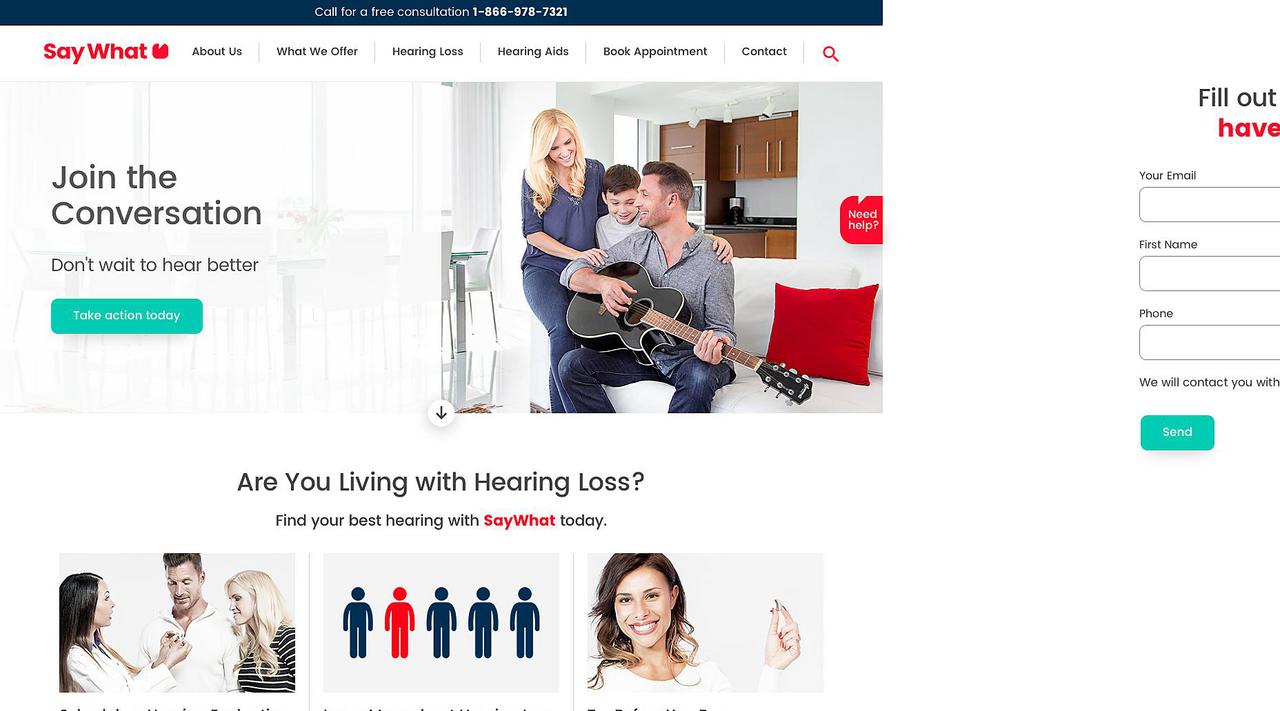 Call for a free consultation 1-866-978-7321
Say What
About Us
What We Offer
Hearing Loss
Hearing Aids
Book Appointment
Contact
Join the
Conversation
Don't wait to hear better
Take action today
Need
help?
Are You Living with Hearing Loss?
Find your best hearing with SayWhat today.
Fill out
have
Your Email
First Name
Phone
We will contact you with
Send